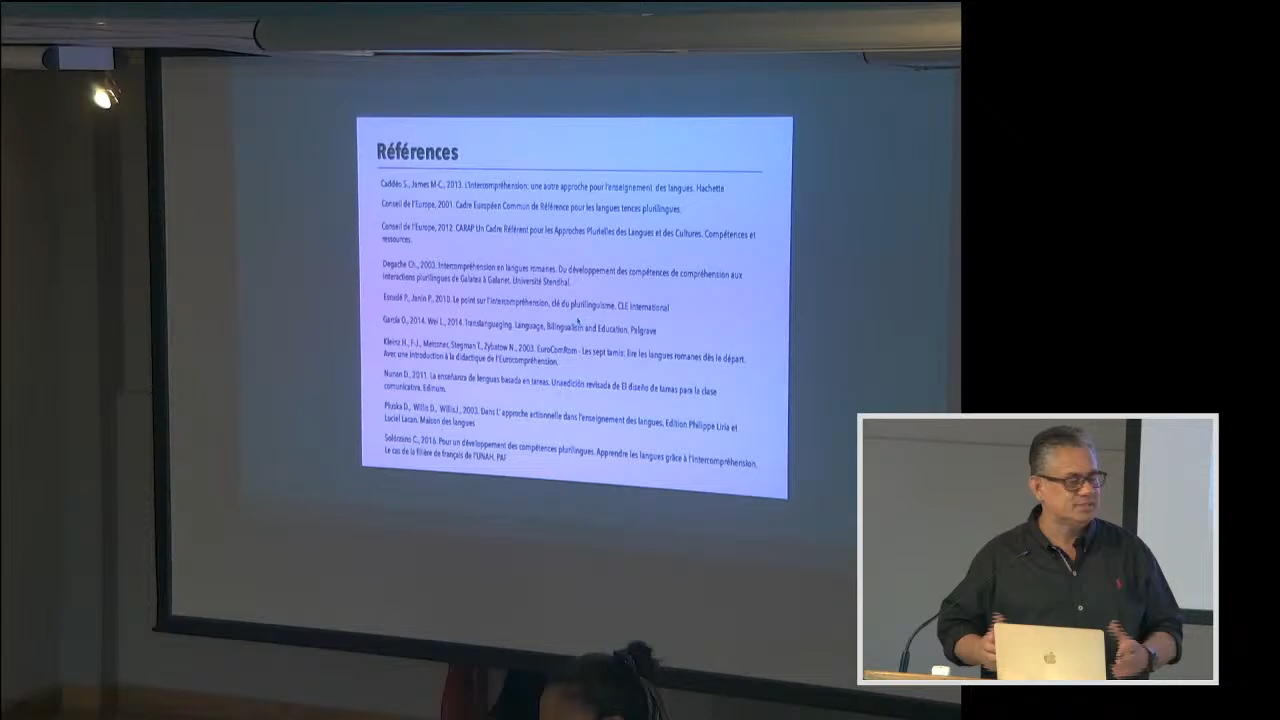 Références
Caddéo S., James M-C., 2013. L'Intercompréhension: une autre approche pour l'enseignement des langues. Hachette
Conseil de l'Europe, 2001. Cadre Européen Commun de Référence pour les langues tences plurilingues.
Conseil de l'Europe, 2012. CARAP Un Cadre Référent pour les Approches Plurielles des Langues et des Cultures. Compétences et
ressources.
Degache Ch., 2003. Intercompréhension en langues romanes. Du développement des compétences de compréhension aux
interactions plurilingues de Galatea à Galanet. Université Stendhal.
Escudé P., Janin P., 2010. Le point sur l'intercompréhension, clé du plurilinguisme. CLE International
García O., 2014. Wei L., 2014. Translanguaging. Language, Bilingualism and Education. Palgrave
Kleinz H., F-J., Meissner, Stegman T., Zybatow N., 2003. EuroComRom - Les sept tamis: lire les langues romanes dès le départ.
Avec une introduction à la didactique de l'Eurocompréhension.
Nunan D., 2011. La enseñanza de lenguas basada en tareas. Unaedición revisada de El diseño de tareas para la clase
comunicativa. Edinum.
D., Willis D., Willis J., 2003. Dans L' approche actionnelle dans l'enseignement des langues. Edition Philippe Liria et
Luciel Lacan. Maison des langues
Solórzano C., 2016. Pour un développement des compétences plurilingues. Apprendre les langues grâce à l'intercompréhension.
Le cas de la filière de français de l'UNAH. PAF